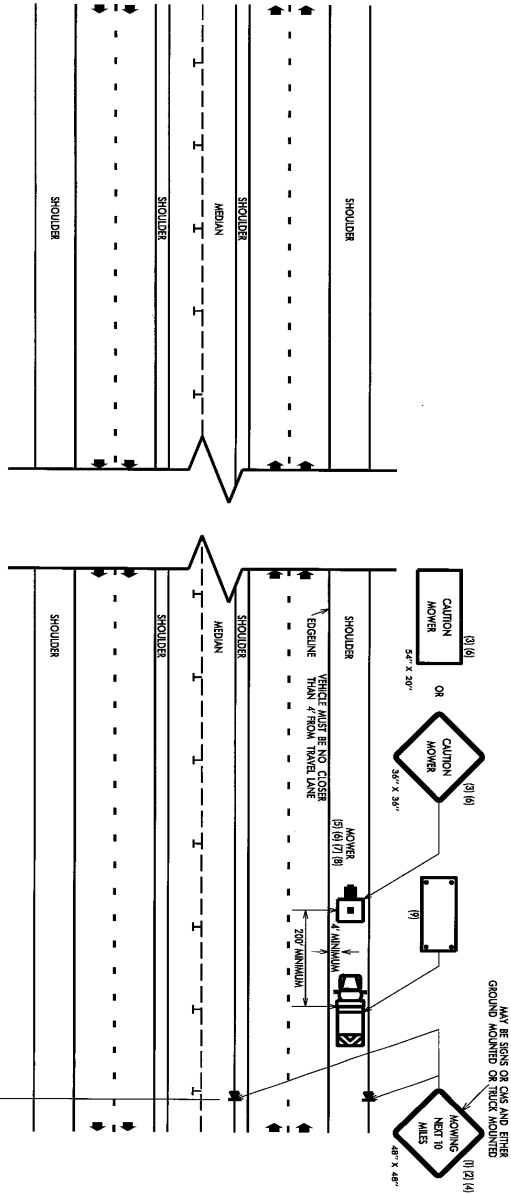 SHOULDER
SHOULDER
MEDIAN
SHOULDER
SHOULDER
CAUTION
MOWER
(3) (6)
54" X 20"
OR
CAUTION
MOWER
(3) (6)
36" X 36"
(9)
MAY BE SIGNS OR CMS AND EITHER
GROUND MOUNTED OR TRUCK MOUNTED
MOWING
NEXT 10
MILES
(1) (2) (4)
48" X 48"
SHOULDER
EDGELINE
VEHICLE MUST BE NO CLOSER
THAN 4' FROM TRAVEL LANE
MOWER
(5) (6) (7) (8)
4' MINIMUM
200' MINIMUM
SHOULDER
MEDIAN
SHOULDER
SHOULDER